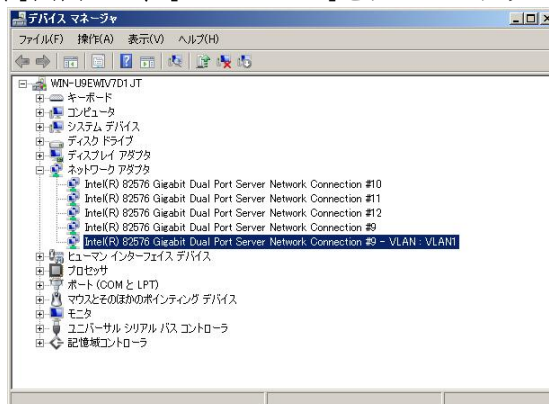 デバイス マネージャ
ファイル(F) 操作(A) 表示(V) ヘルプ(H)
WIN-U9EWIV7D1JT
キーボード
コンピュータ
システム デバイス
ディスク ドライブ
ディスプレイ アダプタ
ネットワーク アダプタ
Intel(R) 82576 Gigabit Dual Port Server Network Connection #10
Intel(R) 82576 Gigabit Dual Port Server Network Connection #11
Intel(R) 82576 Gigabit Dual Port Server Network Connection #12
Intel(R) 82576 Gigabit Dual Port Server Network Connection #9
Intel(R) 82576 Gigabit Dual Port Server Network Connection #9 - VLAN : VLAN1
ヒューマン インターフェイス デバイス
プロセッサ
ポート (COM と LPT)
マウスとそのほかのポインティング デバイス
モニタ
ユニバーサル シリアル バス コントローラ
記憶域コントローラ